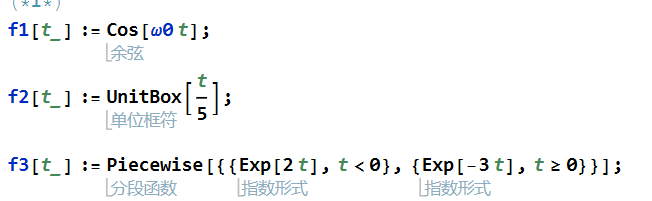 (*1*)
f1[t_] := Cos[ω0 t];
余弦
f2[t_] := UnitBox[t/5];
单位框符
f3[t_] := Piecewise[{{Exp[2 t], t < 0}, {Exp[-3 t], t ≥ 0}}];
分段函数 指数形式 指数形式